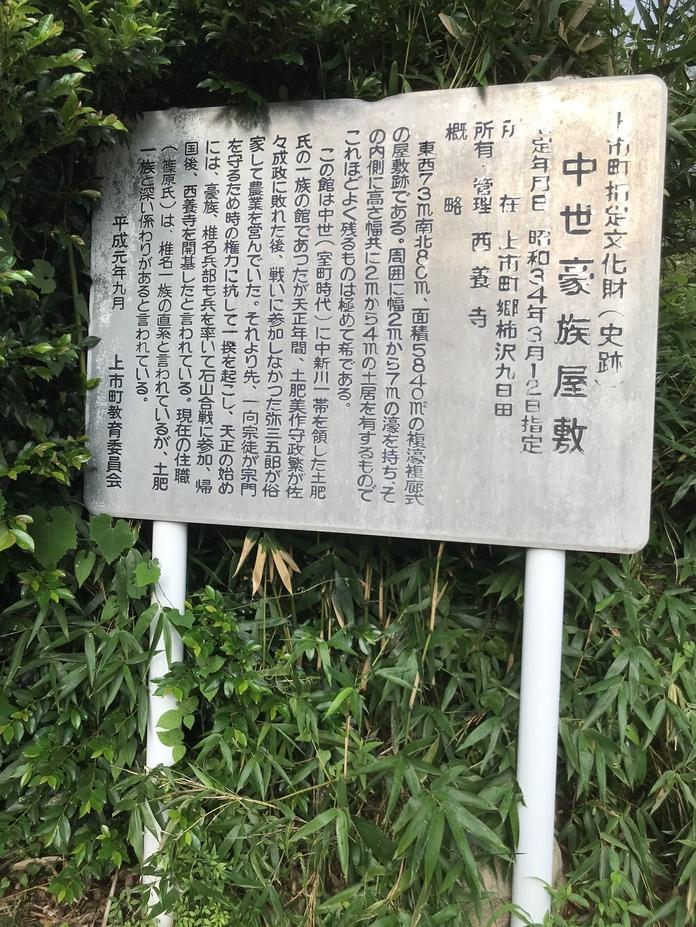 上市町指定文化財(史跡)
中世豪族屋敷
指定年月日 昭和34年3月12日指定
所在 上市町郷柿沢九日田
所有 管理 西養寺
概略
東西73m南北80m、面積5840㎡の複濠複廊式
の屋敷跡である。周囲に幅2mから7mの濠を持ちそ
の内側に高さ幅共に2mから4mの土居を有するもので
これほどよく残るものは極めて希である。
この館は中世(室町時代)に中新川一帯を領した土肥
氏の一族の館であつたが天正年間、土肥美作守政繁が佐
々成政に敗れた後、戦いに参加しなかつた弥三五郎が俗
家して農業を営んでいた。それより先、一向宗徒が宗門
を守るため時の権力に抗して一揆を起こし、天正の始め
には、豪族、椎名兵部も兵を率いて石山合戦に参加、帰
国後、西養寺を開基したと言われている。現在の住職
(篠原氏)は、椎名一族の直系と言われているが、土肥
一族と深い係わりがあると言われている。
平成元年九月 上市町教育委員会